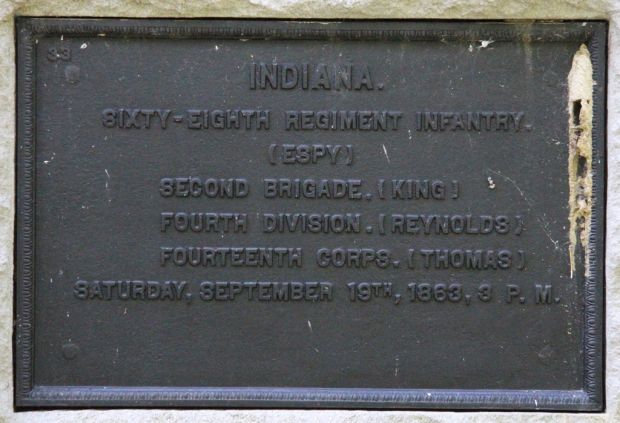 33
INDIANA.
SIXTY-EIGHTH REGIMENT INFANTRY.
(ESPY)
SECOND BRIGADE. (KING)
FOURTH DIVISION. (REYNOLDS)
FOURTEENTH CORPS. (THOMAS)
SATURDAY, SEPTEMBER 19TH, 1863, 3 P. M.